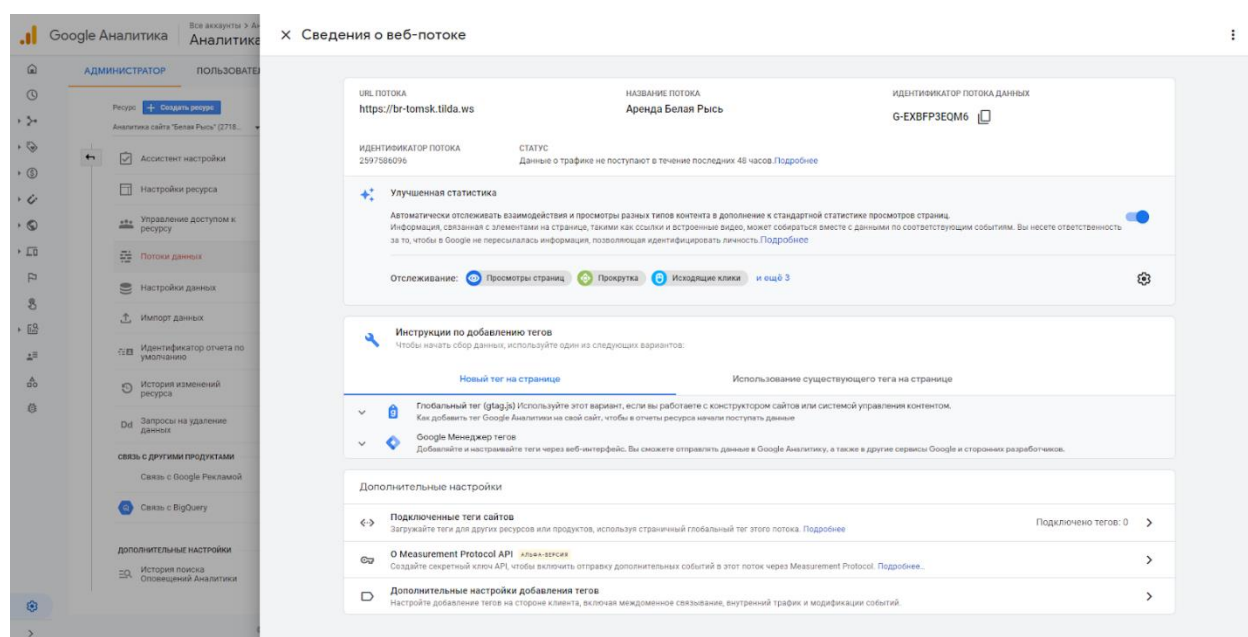 Google Аналитика
Все аккаунты > Ан
Аналитика
× Сведения о веб-потоке
АДМИНИСТРАТОР
ПОЛЬЗОВАТЕЛ
Ресурс
+ Создать ресурс
Аналитика сайта "Белая Рысь" (2718...
Ассистент настройки
Настройки ресурса
Управление доступом к
ресурсу
Потоки данных
Настройки данных
Импорт данных
Идентификатор отчета по
умолчанию
История изменений
ресурса
Dd
Запросы на удаление
данных
СВЯЗЬ С ДРУГИМИ ПРОДУКТАМИ
Связь с Google Рекламой
Связь с BigQuery
ДОПОЛНИТЕЛЬНЫЕ НАСТРОЙКИ
История поиска
Оповещений Аналитики
URL ПОТОКА
https://br-tomsk.tilda.ws
НАЗВАНИЕ ПОТОКА
Аренда Белая Рысь
ИДЕНТИФИКАТОР ПОТОКА ДАННЫХ
G-EXBFP3EQM6
ИДЕНТИФИКАТОР ПОТОКА
2597586096
СТАТУС
Данные о трафике не поступают в течение последних 48 часов.Подробнее
Улучшенная статистика
Автоматически отслеживать взаимодействия и просмотры разных типов контента в дополнение к стандартной статистике просмотров страниц.
Информация, связанная с элементами на странице, такими как ссылки и встроенные видео, может собираться вместе с данными по соответствующим событиям. Вы несете ответственность
за то, чтобы в Google не пересылалась информация, позволяющая идентифицировать личность.Подробнее
Отслеживание: Просмотры страниц Прокрутка Исходящие клики и ещё 3
Инструкции по добавлению тегов
Чтобы начать сбор данных, используйте один из следующих вариантов:
Новый тег на странице
Использование существующего тега на странице
Глобальный тег (gtag.js) Используйте этот вариант, если вы работаете с конструктором сайтов или системой управления контентом.
Как добавить тег Google Аналитики на свой сайт, чтобы в отчеты ресурса начали поступать данные
Google Менеджер тегов
Добавляйте и настраивайте теги через веб-интерфейс. Вы сможете отправлять данные в Google Аналитику, а также в другие сервисы Google и сторонних разработчиков.
Дополнительные настройки
Подключенные теги сайтов
Загружайте теги для других ресурсов или продуктов, используя страничный глобальный тег этого потока. Подробнее
Подключено тегов: 0
О Measurement Protocol API АЛЬФА-ВЕРСИЯ
Создайте секретный ключ API, чтобы включить отправку дополнительных событий в этот поток через Measurement Protocol. Подробнее...
Дополнительные настройки добавления тегов
Настройте добавление тегов на стороне клиента, включая междоменное связывание, внутренний трафик и модификации событий.